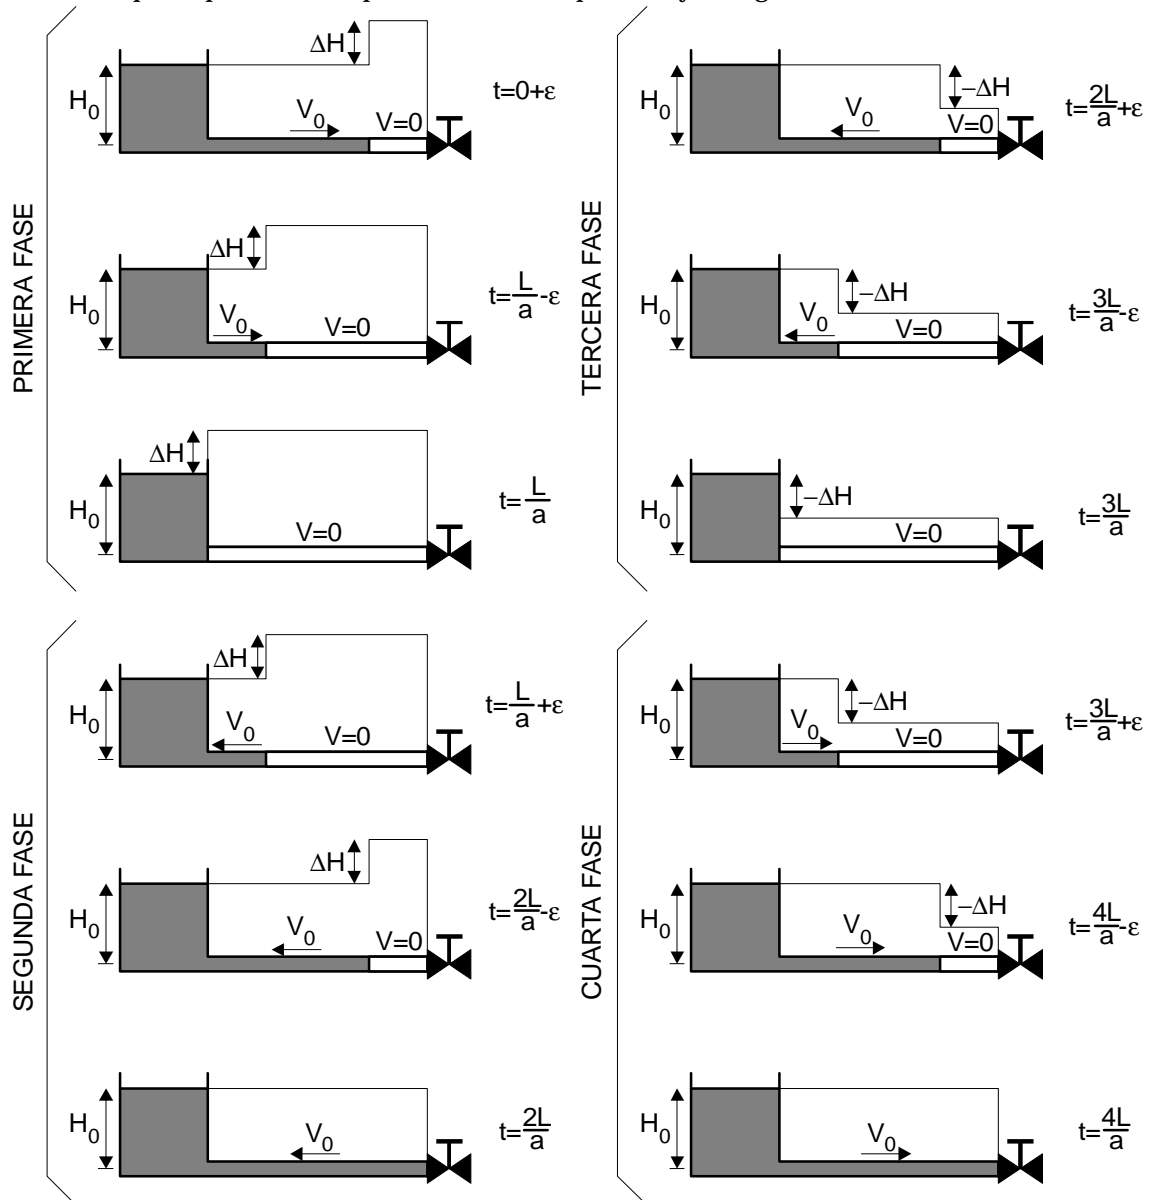 PRIMERA FASE
ΔH
H₀
V₀
V=0
t=0+ε
ΔH
H₀
V₀
V=0
t=L/a-ε
ΔH
H₀
V=0
t=L/a
SEGUNDA FASE
ΔH
H₀
V₀
V=0
t=L/a+ε
ΔH
H₀
V₀
V=0
t=2L/a-ε
H₀
V₀
t=2L/a
TERCERA FASE
H₀
−ΔH
V₀
V=0
t=2L/a+ε
H₀
−ΔH
V₀
V=0
t=3L/a-ε
H₀
−ΔH
V=0
t=3L/a
CUARTA FASE
H₀
−ΔH
V₀
V=0
t=3L/a+ε
H₀
−ΔH
V₀
V=0
t=4L/a-ε
H₀
V₀
t=4L/a